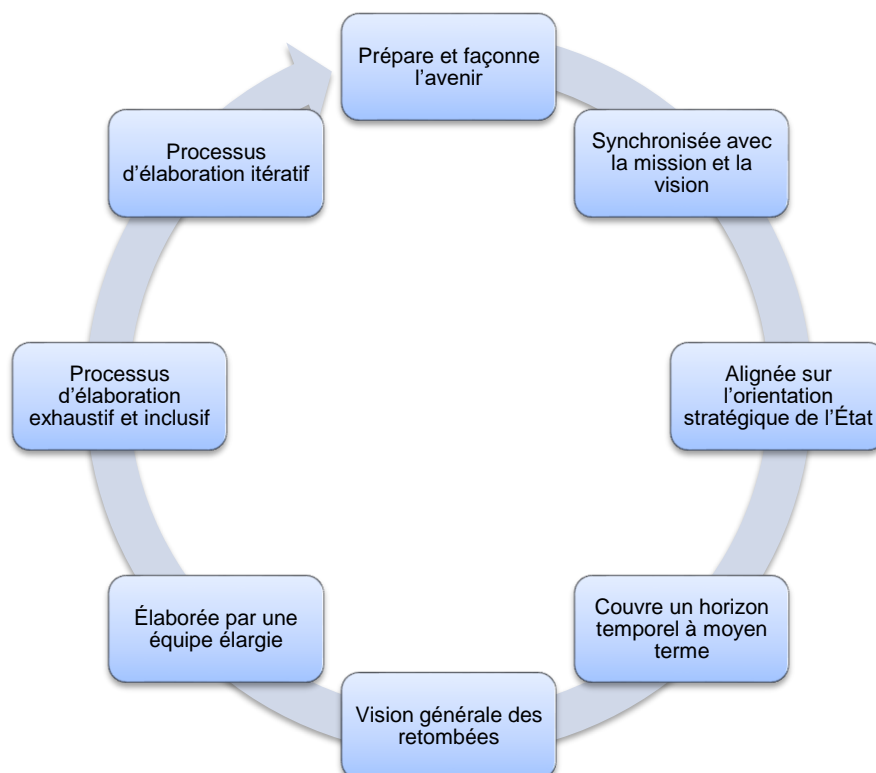 Prépare et façonne
l’avenir
Synchronisée avec
la mission et la
vision
Alignée sur
l’orientation
stratégique de l’État
Couvre un horizon
temporel à moyen
terme
Vision générale des
retombées
Élaborée par une
équipe élargie
Processus
d’élaboration
exhaustif et inclusif
Processus
d’élaboration itératif